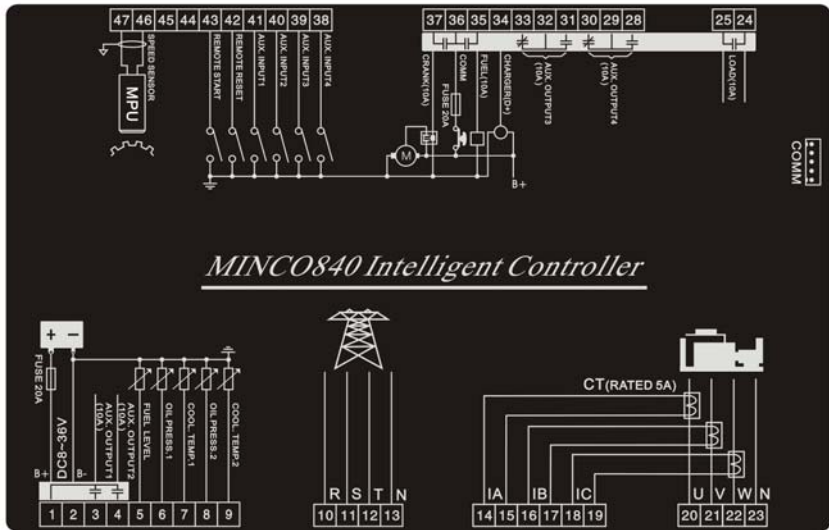 47 46 45 44 43 42 41 40 39 38
37 36 35 34 33 32 31 30 29 28
25 24
SPEED SENSOR
MPU
REMOTE START
REMOTE RESET
AUX. INPUT1
AUX. INPUT2
AUX. INPUT3
AUX. INPUT4
CRANK(10A)
COMM
FUSE 20A
FUEL(10A)
CHARGER(D+)
AUX. OUTPUT3
(10A)
AUX. OUTPUT4
(10A)
LOAD(10A)
M
B+
COMM
MINCO840 Intelligent Controller
+ −
FUSE 20A
DC8~36V
B+ B-
AUX. OUTPUT1
(10A)
AUX. OUTPUT2
(10A)
FUEL LEVEL
OIL PRESS.1
COOL. TEMP.1
OIL PRESS.2
COOL. TEMP.2
1 2 3 4 5 6 7 8 9
R S T N
10 11 12 13
CT(RATED 5A)
IA IB IC
14 15 16 17 18 19
U V W N
20 21 22 23